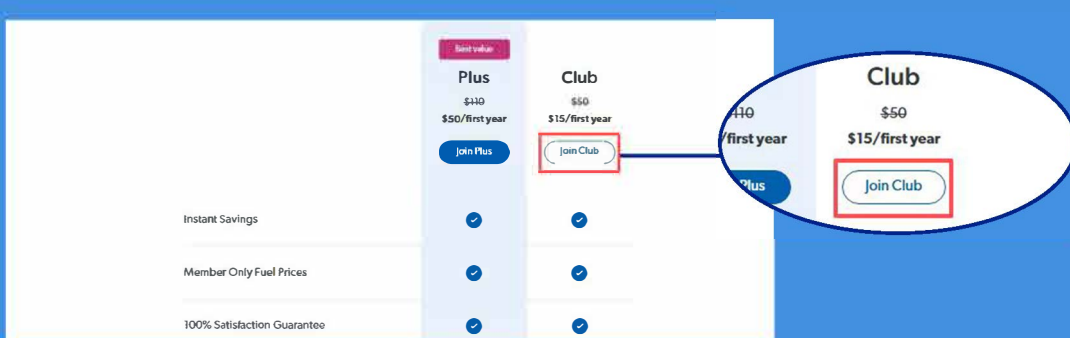 Best value
Plus
Club
$110
$50
$50/first year
$15/first year
Join Plus
Join Club
Instant Savings
Member Only Fuel Prices
100% Satisfaction Guarantee
Club
110
$50
/first year
$15/first year
Plus
Join Club